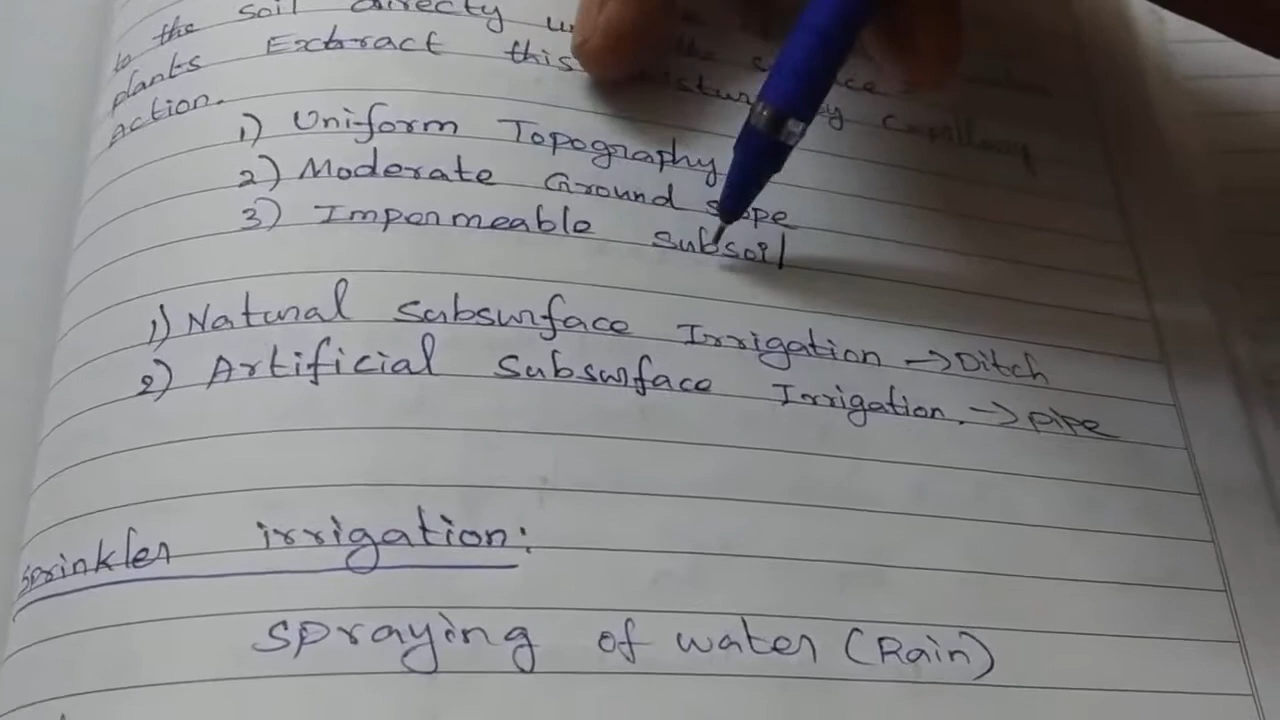 to the soil directly
plants Extract this
action.
1) Uniform Topography
2) Moderate Ground slope
3) Impermeable subsoil
1) Natural Subsurface Irrigation → Ditch
2) Artificial Subsurface Irrigation. → pipe
Sprinkler irrigation:
Spraying of water (Rain)